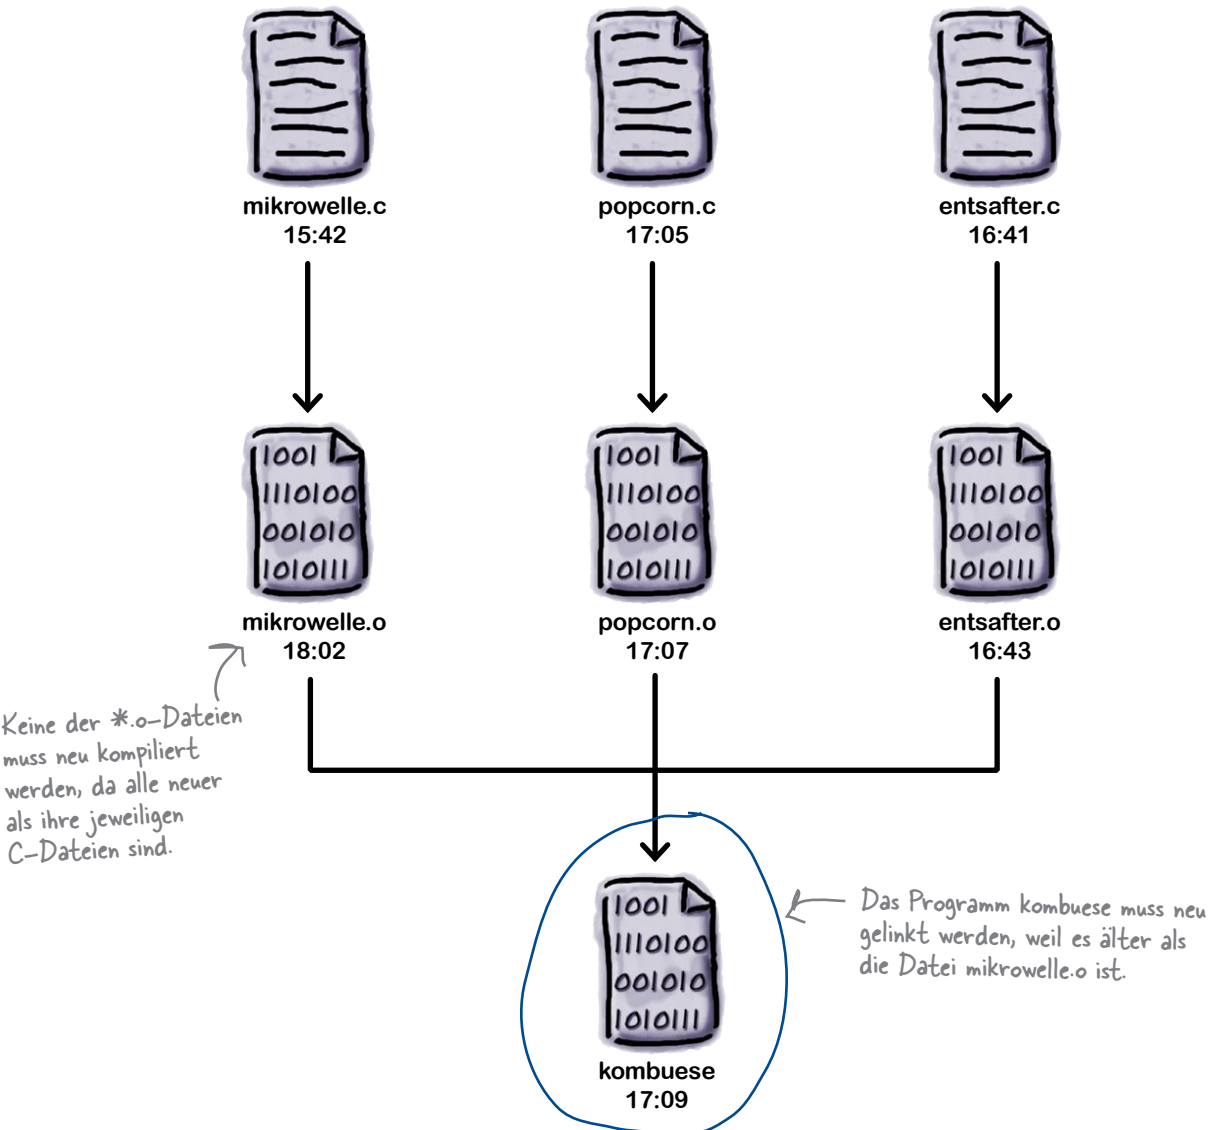 mikrowelle.c
15:42
popcorn.c
17:05
entsafter.c
16:41
1001
1110100
001010
1010111
1001
1110100
001010
1010111
1001
1110100
001010
1010111
mikrowelle.o
18:02
popcorn.o
17:07
entsafter.o
16:43
Keine der *.o-Dateien
muss neu kompiliert
werden, da alle neuer
als ihre jeweiligen
C-Dateien sind.
1001
1110100
001010
1010111
kombuese
17:09
Das Programm kombuese muss neu
gelinkt werden, weil es älter als
die Datei mikrowelle.o ist.